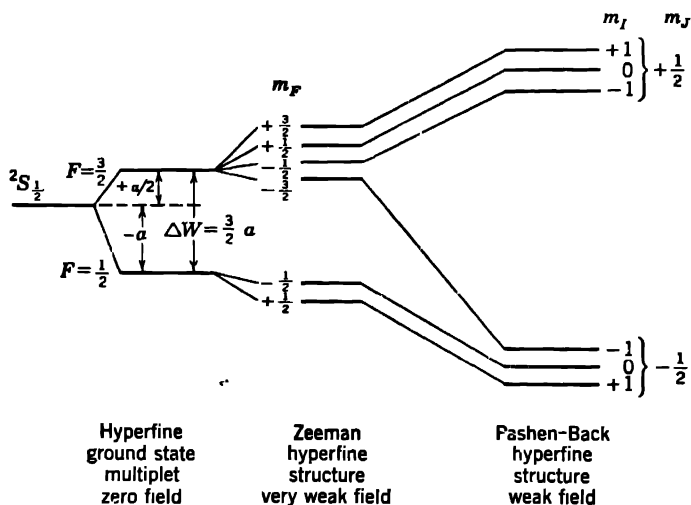 m_I m_J
+1
0
-1
+1/2
m_F
+3/2
+1/2
-1/2
-3/2
²S_1/2
F=3/2
+a/2
-a
ΔW=3/2 a
F=1/2
-1/2
+1/2
-1
0
+1
-1/2
Hyperfine
ground state
multiplet
zero field
Zeeman
hyperfine
structure
very weak field
Pashen-Back
hyperfine
structure
weak field